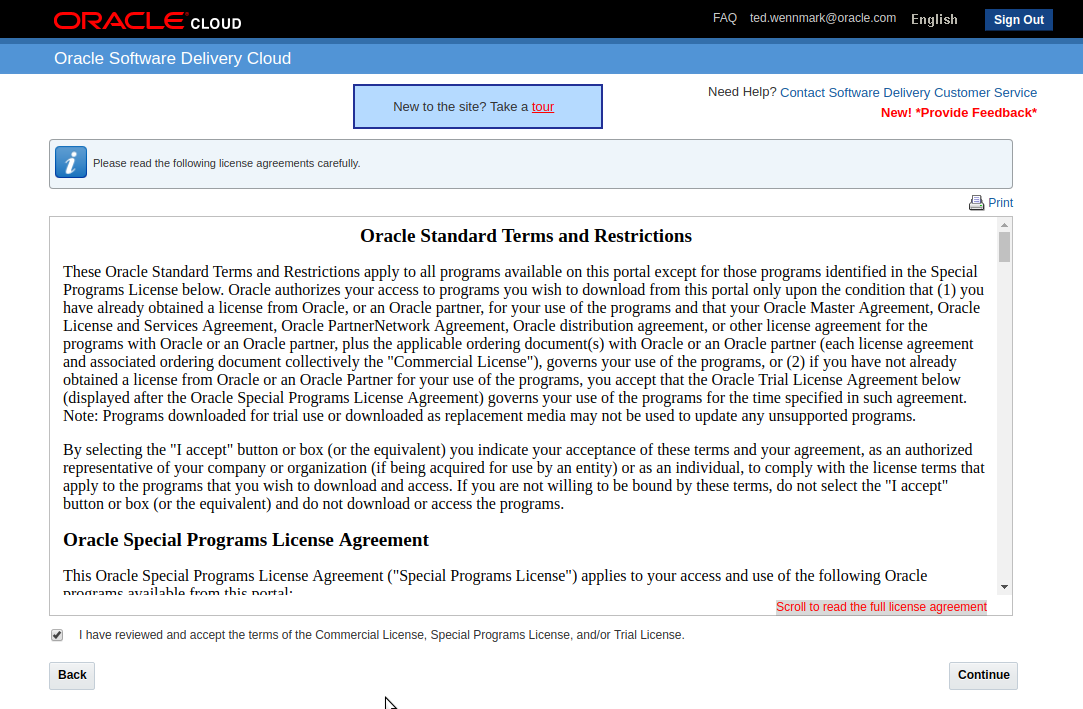 ORACLE CLOUD
FAQ ted.wennmark@oracle.com English Sign Out
Oracle Software Delivery Cloud
New to the site? Take a tour
Need Help? Contact Software Delivery Customer Service
New! *Provide Feedback*
Please read the following license agreements carefully.
Print
Oracle Standard Terms and Restrictions
These Oracle Standard Terms and Restrictions apply to all programs available on this portal except for those programs identified in the Special
Programs License below. Oracle authorizes your access to programs you wish to download from this portal only upon the condition that (1) you
have already obtained a license from Oracle, or an Oracle partner, for your use of the programs and that your Oracle Master Agreement, Oracle
License and Services Agreement, Oracle PartnerNetwork Agreement, Oracle distribution agreement, or other license agreement for the
programs with Oracle or an Oracle partner, plus the applicable ordering document(s) with Oracle or an Oracle partner (each license agreement
and associated ordering document collectively the "Commercial License"), governs your use of the programs, or (2) if you have not already
obtained a license from Oracle or an Oracle Partner for your use of the programs, you accept that the Oracle Trial License Agreement below
(displayed after the Oracle Special Programs License Agreement) governs your use of the programs for the time specified in such agreement.
Note: Programs downloaded for trial use or downloaded as replacement media may not be used to update any unsupported programs.
By selecting the "I accept" button or box (or the equivalent) you indicate your acceptance of these terms and your agreement, as an authorized
representative of your company or organization (if being acquired for use by an entity) or as an individual, to comply with the license terms that
apply to the programs that you wish to download and access. If you are not willing to be bound by these terms, do not select the "I accept"
button or box (or the equivalent) and do not download or access the programs.
Oracle Special Programs License Agreement
This Oracle Special Programs License Agreement ("Special Programs License") applies to your access and use of the following Oracle
programs available from this portal:
Scroll to read the full license agreement
I have reviewed and accept the terms of the Commercial License, Special Programs License, and/or Trial License.
Back
Continue